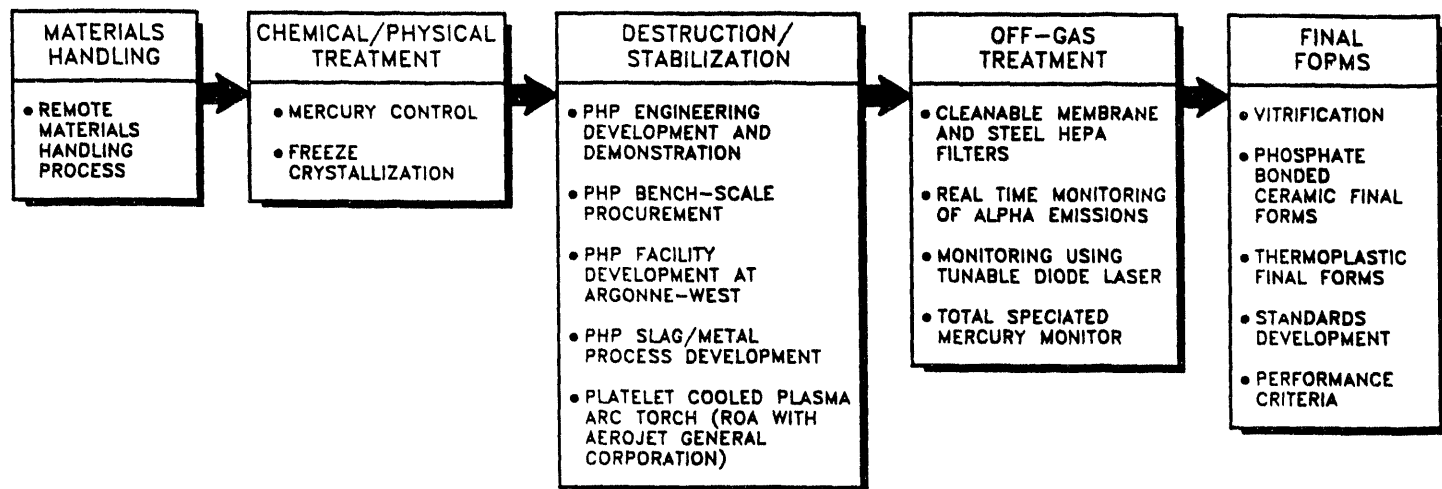 MATERIALS
HANDLING
• REMOTE
MATERIALS
HANDLING
PROCESS
CHEMICAL/PHYSICAL
TREATMENT
• MERCURY CONTROL
• FREEZE
CRYSTALLIZATION
DESTRUCTION/
STABILIZATION
• PHP ENGINEERING
DEVELOPMENT AND
DEMONSTRATION
• PHP BENCH-SCALE
PROCUREMENT
• PHP FACILITY
DEVELOPMENT AT
ARGONNE-WEST
• PHP SLAG/METAL
PROCESS DEVELOPMENT
• PLATELET COOLED PLASMA
ARC TORCH (ROA WITH
AEROJET GENERAL
CORPORATION)
OFF-GAS
TREATMENT
• CLEANABLE MEMBRANE
AND STEEL HEPA
FILTERS
• REAL TIME MONITORING
OF ALPHA EMISSIONS
• MONITORING USING
TUNABLE DIODE LASER
• TOTAL SPECIATED
MERCURY MONITOR
FINAL
FORMS
• VITRIFICATION
• PHOSPHATE
BONDED
CERAMIC FINAL
FORMS
• THERMOPLASTIC
FINAL FORMS
• STANDARDS
DEVELOPMENT
• PERFORMANCE
CRITERIA